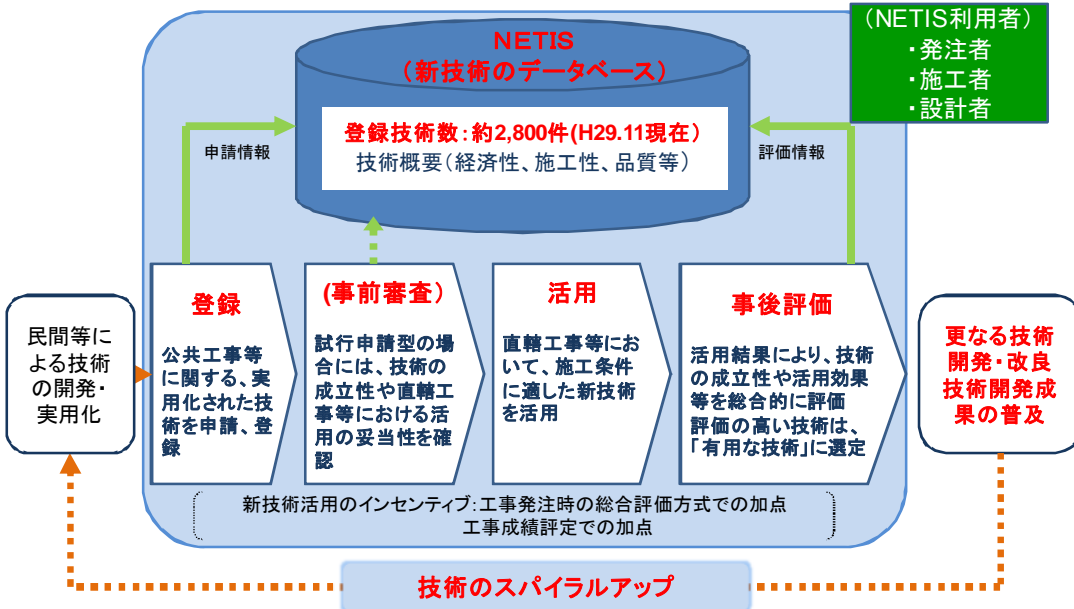 NETIS
（新技術のデータベース）
登録技術数：約2,800件(H29.11現在）
技術概要（経済性、施工性、品質等）
（NETIS利用者）
・発注者
・施工者
・設計者
申請情報
評価情報
民間等に
よる技術
の開発・
実用化
登録
公共工事等
に関する、実
用化された技
術を申請、登
録
(事前審査）
試行申請型の場
合には、技術の
成立性や直轄工
事等における活
用の妥当性を確
認
活用
直轄工事等にお
いて、施工条件
に適した新技術
を活用
事後評価
活用結果により、技術
の成立性や活用効果
等を総合的に評価
評価の高い技術は、
「有用な技術」に選定
更なる技術
開発・改良
技術開発成
果の普及
新技術活用のインセンティブ：工事発注時の総合評価方式での加点
工事成績評定での加点
技術のスパイラルアップ